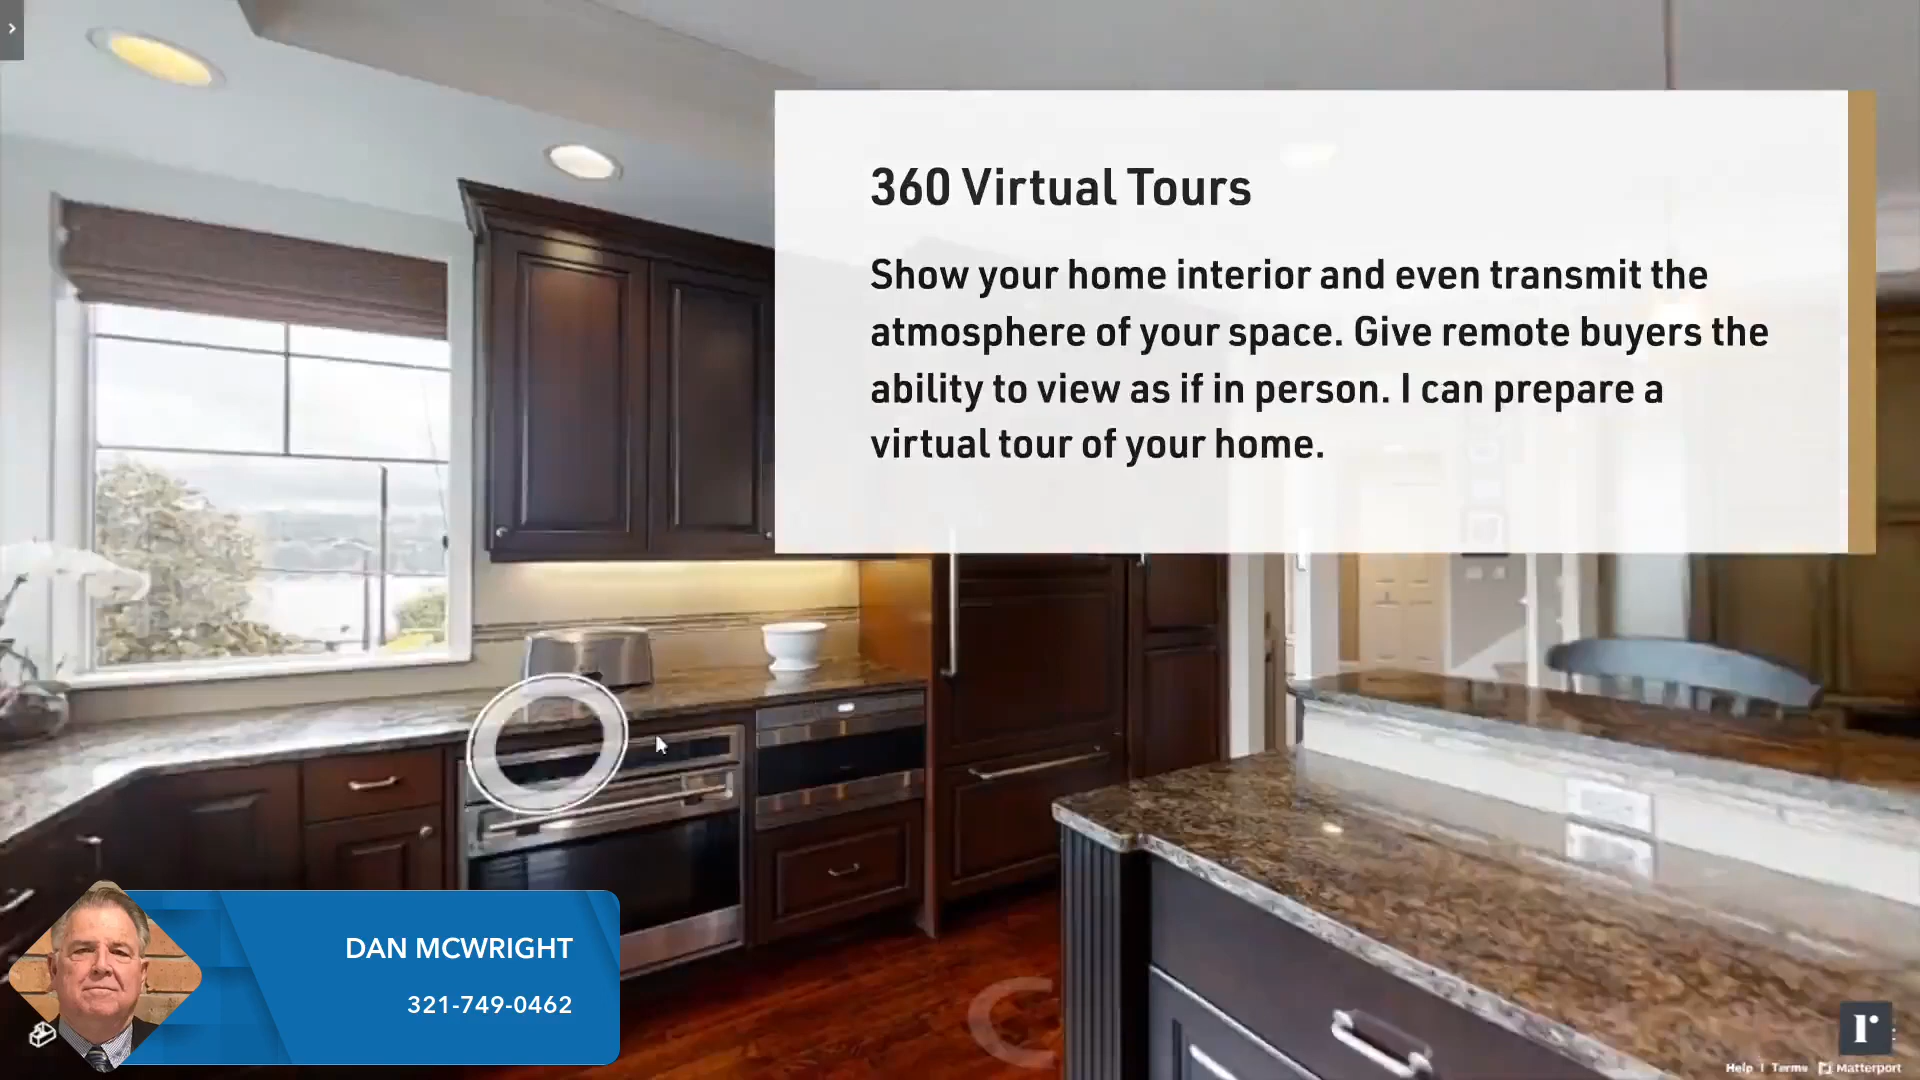 360 Virtual Tours
Show your home interior and even transmit the
atmosphere of your space. Give remote buyers the
ability to view as if in person. I can prepare a
virtual tour of your home.
DAN MCWRIGHT
321-749-0462
r
Help | Terms Matterport